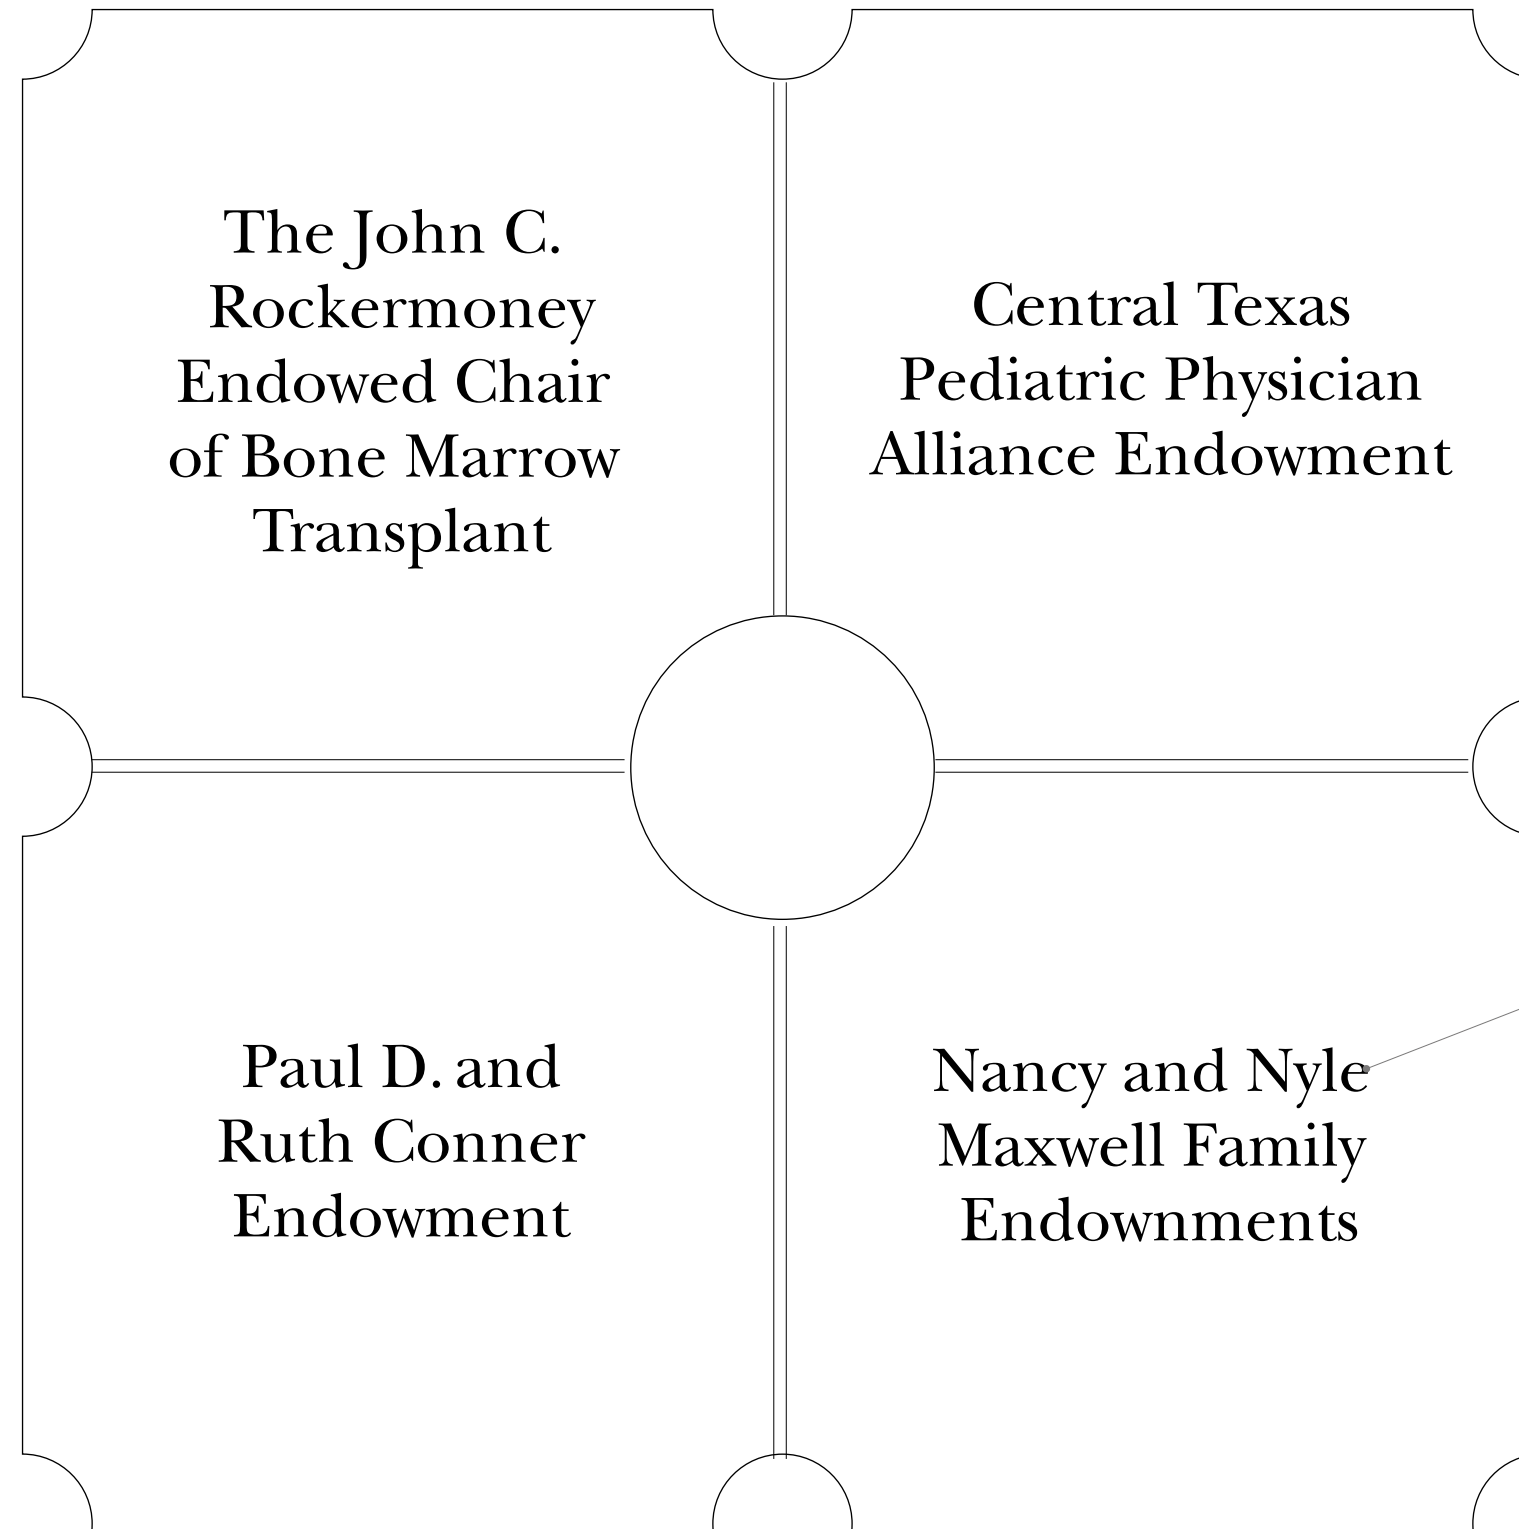 The John C.
Rockermoney
Endowed Chair
of Bone Marrow
Transplant
Central Texas
Pediatric Physician
Alliance Endowment
Paul D. and
Ruth Conner
Endowment
Nancy and Nyle
Maxwell Family
Endownments